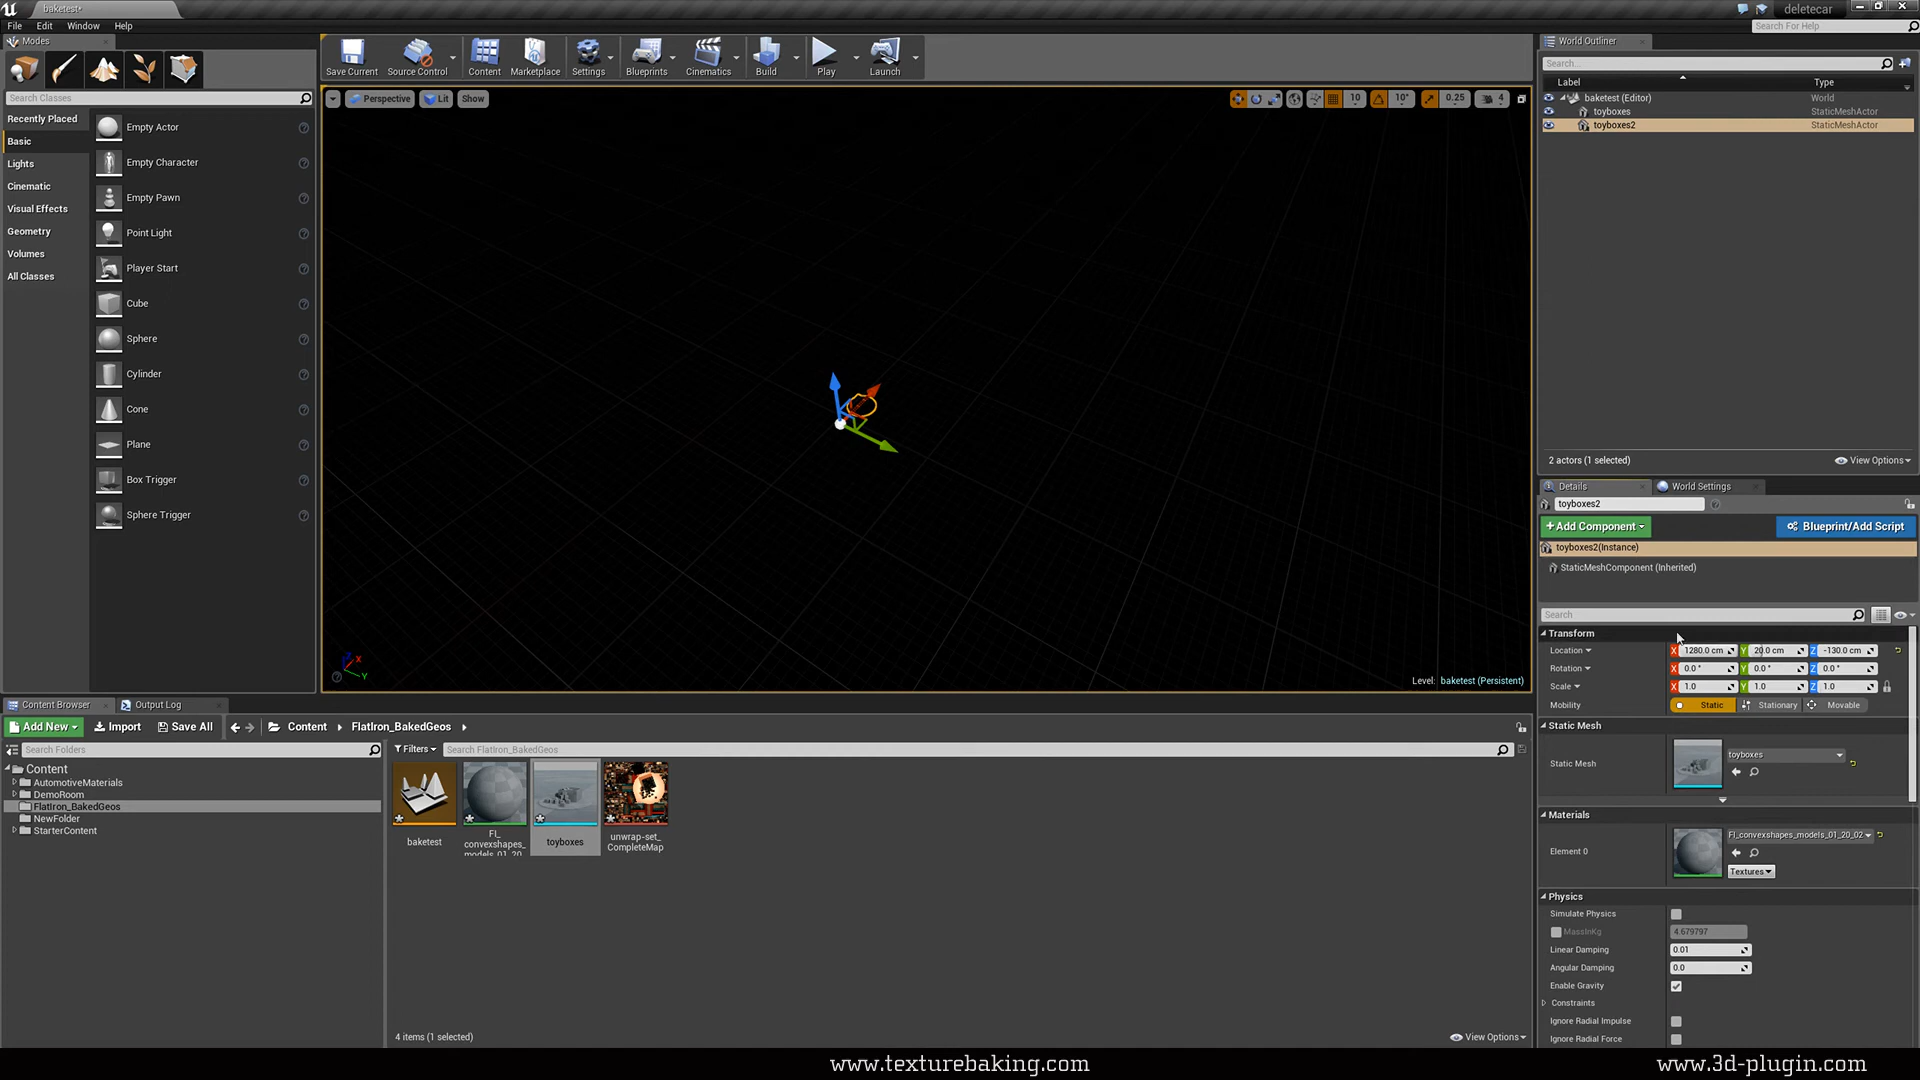 baketest•
deletecar
File Edit Window Help
Search For Help
Modes
Search Classes
Recently Placed
Basic
Lights
Cinematic
Visual Effects
Geometry
Volumes
All Classes
Empty Actor
Empty Character
Empty Pawn
Point Light
Player Start
Cube
Sphere
Cylinder
Cone
Plane
Box Trigger
Sphere Trigger
Save Current Source Control Content Marketplace Settings Blueprints Cinematics Build Play Launch
Perspective Lit Show
10 10° 0.25 4
X
Y
Level: baketest (Persistent)
World Outliner
Search...
Label Type
baketest (Editor) World
toyboxes StaticMeshActor
toyboxes2 StaticMeshActor
2 actors (1 selected) View Options
Details World Settings
toyboxes2
+Add Component Blueprint/Add Script
toyboxes2(Instance)
StaticMeshComponent (Inherited)
Search
Transform
Location X 1280.0 cm Y 20.0 cm Z -130.0 cm
Rotation X 0.0 ° Y 0.0 ° Z 0.0 °
Scale X 1.0 Y 1.0 Z 1.0
Mobility Static Stationary Movable
Static Mesh
Static Mesh toyboxes
Materials
Element 0 FI_convexshapes_models_01_20_02
Textures
Physics
Simulate Physics
MassInKg 4.679797
Linear Damping 0.01
Angular Damping 0.0
Enable Gravity
Constraints
Ignore Radial Impulse
Ignore Radial Force
Content Browser Output Log
Add New Import Save All Content FlatIron_BakedGeos
Search Folders
Content
AutomotiveMaterials
DemoRoom
FlatIron_BakedGeos
NewFolder
StarterContent
Filters Search FlatIron_BakedGeos
baketest
FI_
convexshapes_
models_01_20
toyboxes
unwrap-set_
CompleteMap
4 items (1 selected) View Options
www.texturebaking.com
www.3d-plugin.com